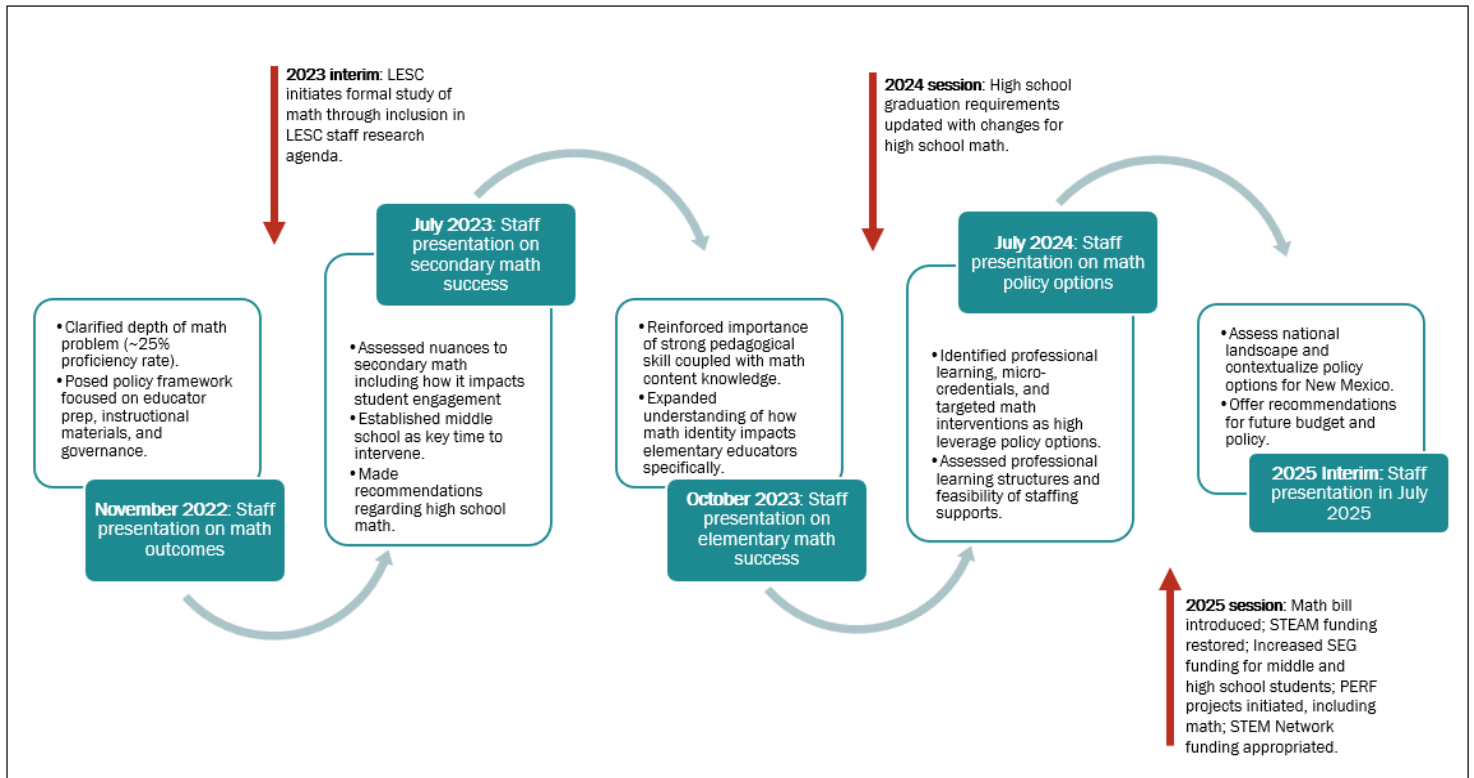 2023 interim: LESC
initiates formal study of
math through inclusion in
LESC staff research
agenda.
2024 session: High school
graduation requirements
updated with changes for
high school math.
•Clarified depth of math
problem (~25%
proficiency rate).
•Posed policy framework
focused on educator
prep, instructional
materials, and
governance.
November 2022: Staff
presentation on math
outcomes
July 2023: Staff
presentation on
secondary math
success
•Assessed nuances to
secondary math
including how it impacts
student engagement
•Established middle
school as key time to
intervene.
•Made
recommendations
regarding high school
math.
•Reinforced importance
of strong pedagogical
skill coupled with math
content knowledge.
•Expanded
understanding of how
math identity impacts
elementary educators
specifically.
October 2023: Staff
presentation on
elementary math
success
July 2024: Staff
presentation on math
policy options
•Identified professional
learning, micro-
credentials, and
targeted math
interventions as high
leverage policy options.
•Assessed professional
learning structures and
feasibility of staffing
supports.
•Assess national
landscape and
contextualize policy
options for New Mexico.
•Offer recommendations
for future budget and
policy.
2025 Interim: Staff
presentation in July
2025
2025 session: Math bill
introduced; STEAM funding
restored; Increased SEG
funding for middle and
high school students; PERF
projects initiated, including
math; STEM Network
funding appropriated.